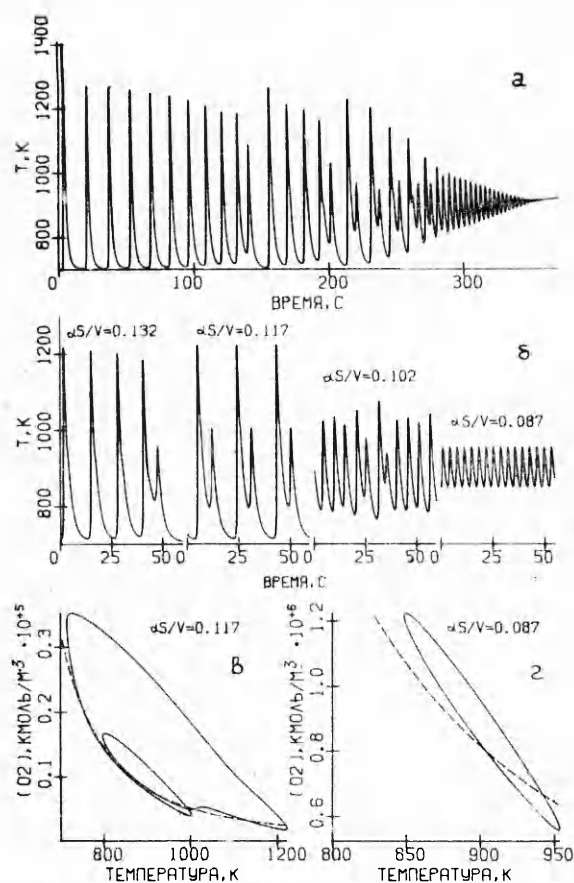 а
1400
1200
1000
800
Т,К
0
100
200
300
ВРЕМЯ,С
б
αS/V=0.132
αS/V=0.117
αS/V=0.102
αS/V=0.087
1200
1000
800
Т,К
0
25
50
0
25
50
0
25
50
0
25
50
ВРЕМЯ,С
αS/V=0.117
в
0.3
0.2
0.1
(О2), КМОЛЬ/М³ ·10⁺⁵
800
1000
1200
ТЕМПЕРАТУРА,К
αS/V=0.087
г
1.2
1.0
0.8
0.6
(О2), КМОЛЬ/М³ ·10⁺⁶
800
850
900
950
ТЕМПЕРАТУРА,К